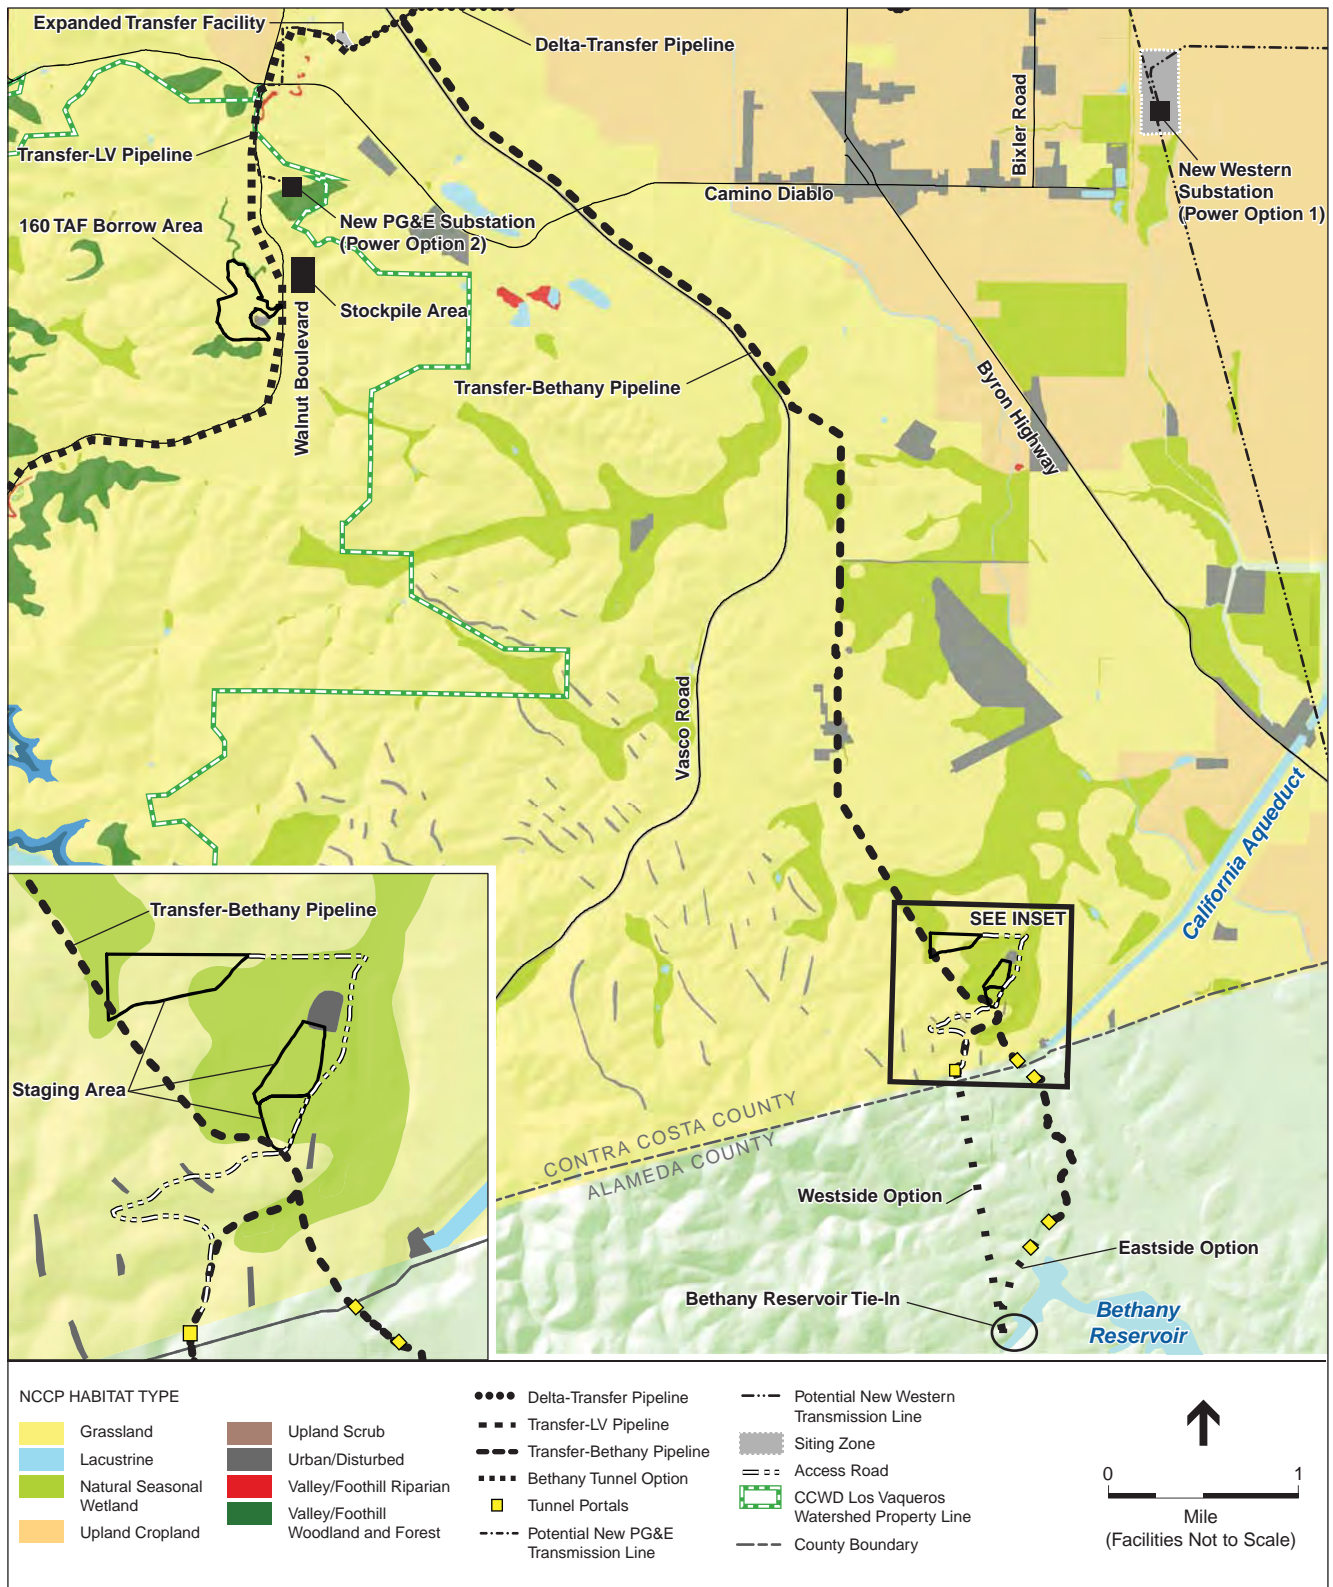 Expanded Transfer Facility
Delta-Transfer Pipeline
Bixler Road
Transfer-LV Pipeline
New Western
Substation
(Power Option 1)
Camino Diablo
160 TAF Borrow Area
New PG&E Substation
(Power Option 2)
Stockpile Area
Walnut Boulevard
Transfer-Bethany Pipeline
Byron Highway
Vasco Road
California Aqueduct
SEE INSET
Transfer-Bethany Pipeline
Staging Area
CONTRA COSTA COUNTY
ALAMEDA COUNTY
Westside Option
Eastside Option
Bethany Reservoir Tie-In
Bethany
Reservoir
NCCP HABITAT TYPE
Grassland
Lacustrine
Natural Seasonal
Wetland
Upland Cropland
Upland Scrub
Urban/Disturbed
Valley/Foothill Riparian
Valley/Foothill
Woodland and Forest
Delta-Transfer Pipeline
Transfer-LV Pipeline
Transfer-Bethany Pipeline
Bethany Tunnel Option
Tunnel Portals
Potential New PG&E
Transmission Line
Potential New Western
Transmission Line
Siting Zone
Access Road
CCWD Los Vaqueros
Watershed Property Line
County Boundary
0 1
Mile
(Facilities Not to Scale)